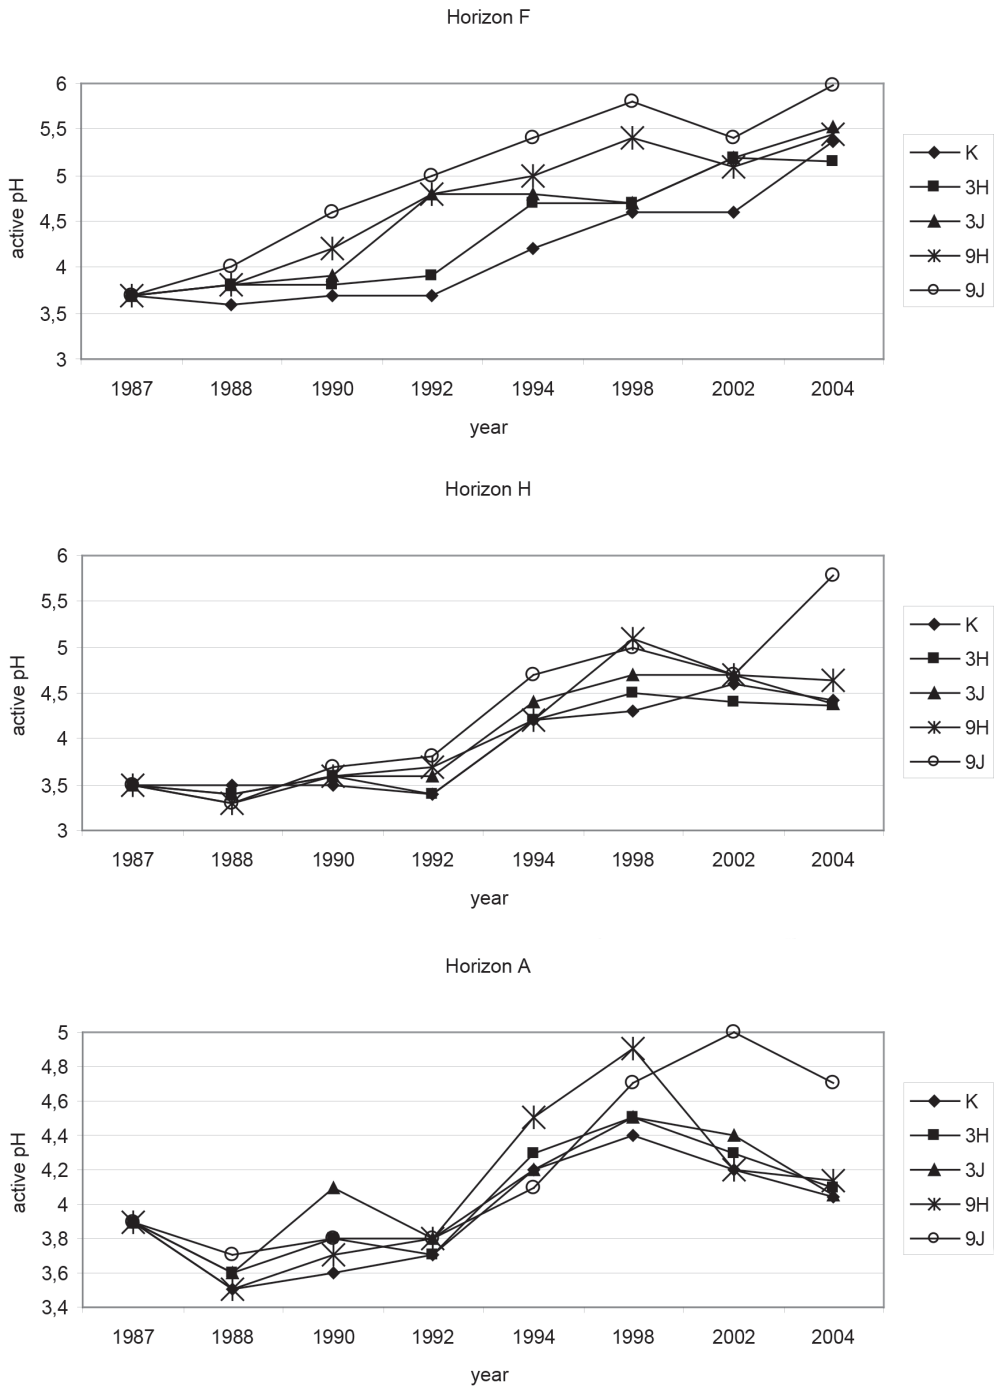 Horizon F
6
5,5
5
4,5
4
3,5
3
active pH
1987 1988 1990 1992 1994 1998 2002 2004
year
K
3H
3J
9H
9J
Horizon H
6
5,5
5
4,5
4
3,5
3
active pH
1987 1988 1990 1992 1994 1998 2002 2004
year
K
3H
3J
9H
9J
Horizon A
5
4,8
4,6
4,4
4,2
4
3,8
3,6
3,4
active pH
1987 1988 1990 1992 1994 1998 2002 2004
year
K
3H
3J
9H
9J